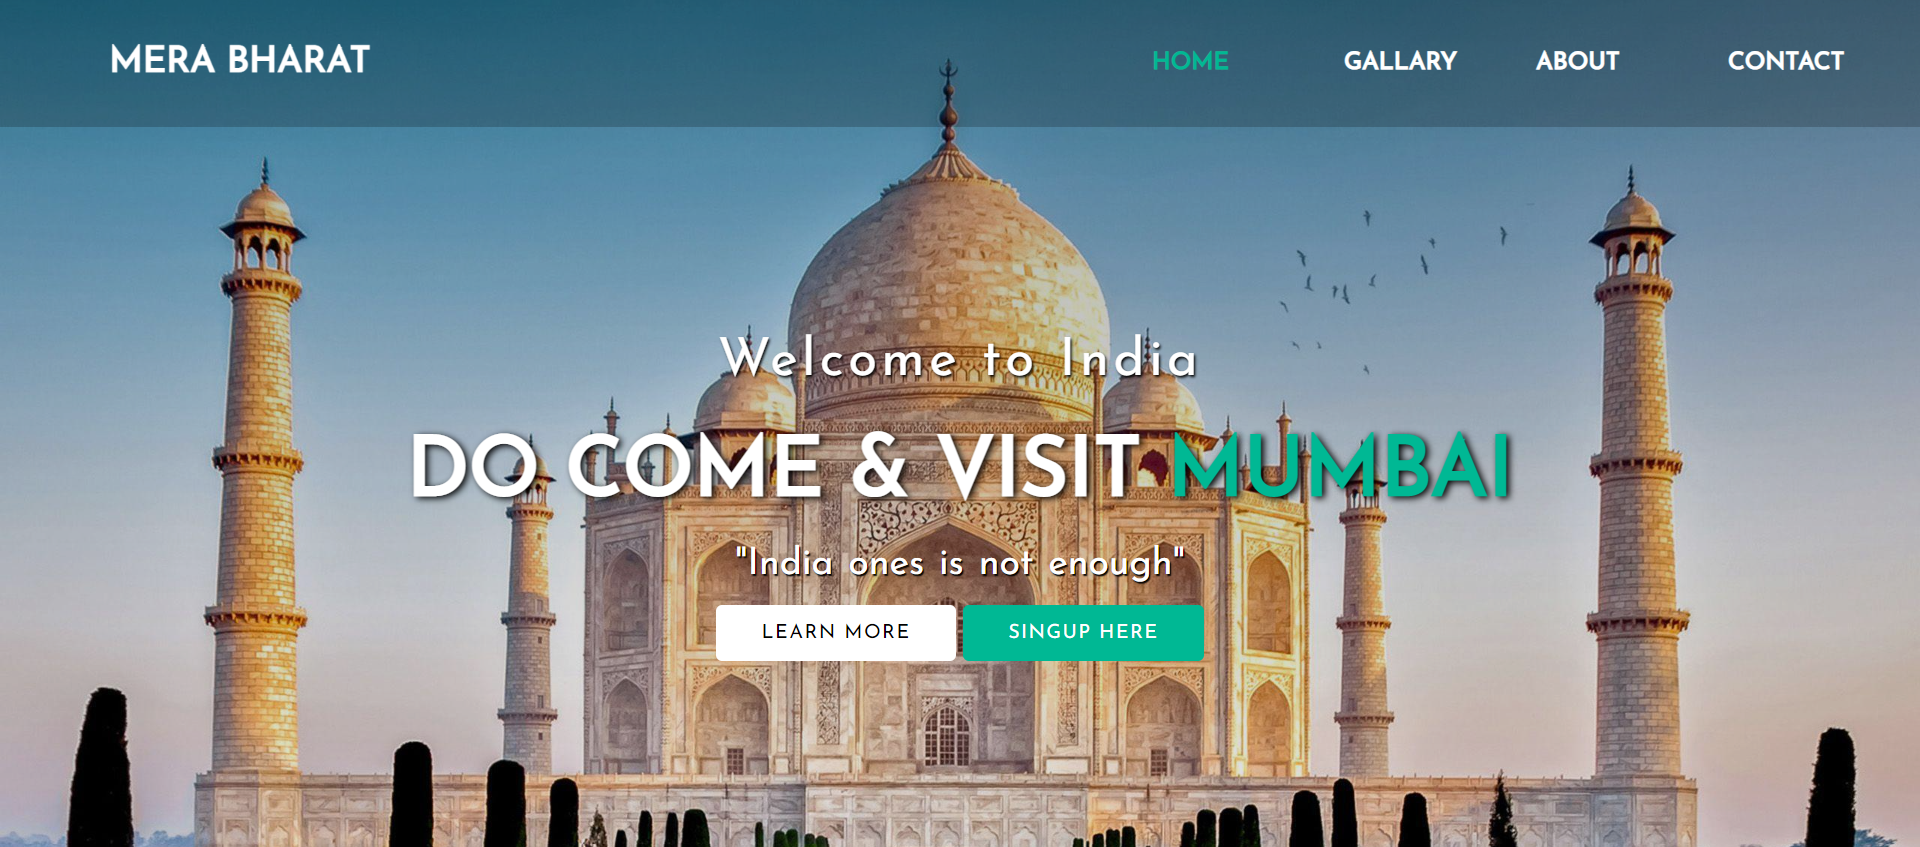 MERA BHARAT
HOME GALLARY ABOUT CONTACT
Welcome to India
DO COME & VISIT MUMBAI
"India ones is not enough"
LEARN MORE SINGUP HERE